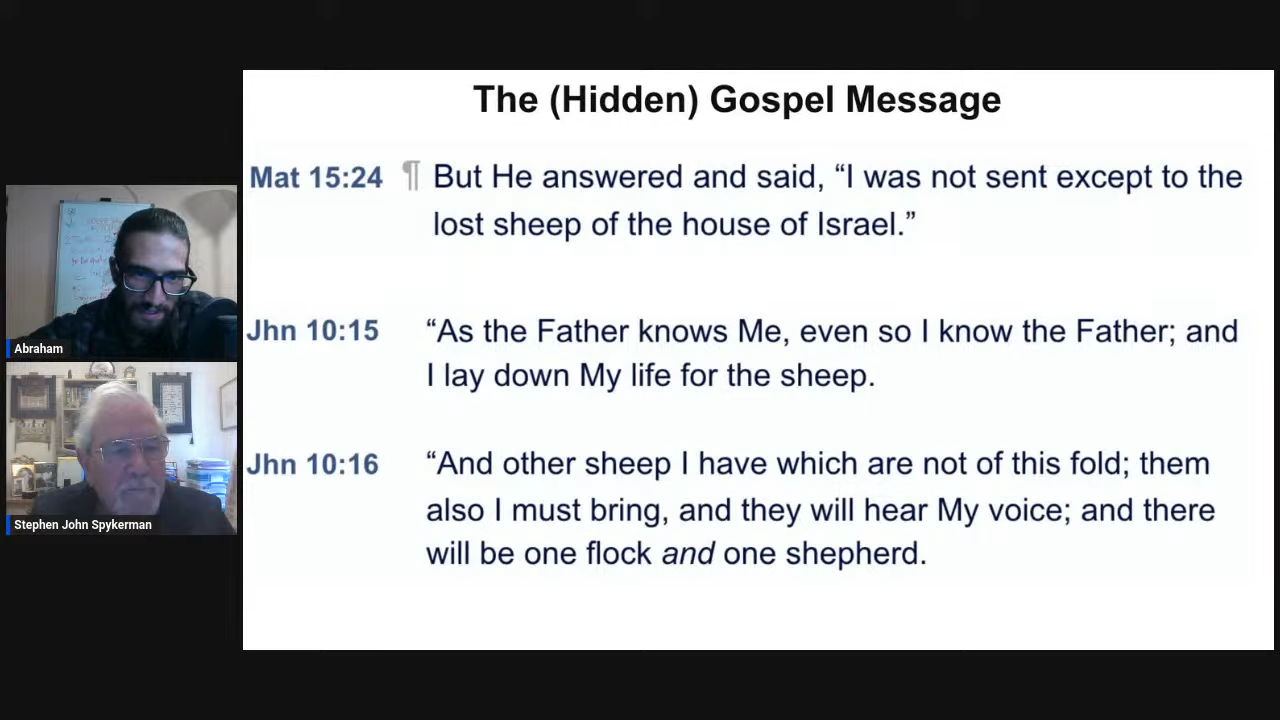 The (Hidden) Gospel Message
Mat 15:24 ¶ But He answered and said, “I was not sent except to the
lost sheep of the house of Israel.”
Jhn 10:15 “As the Father knows Me, even so I know the Father; and
I lay down My life for the sheep.
Jhn 10:16 “And other sheep I have which are not of this fold; them
also I must bring, and they will hear My voice; and there
will be one flock and one shepherd.
Abraham
Stephen John Spykerman